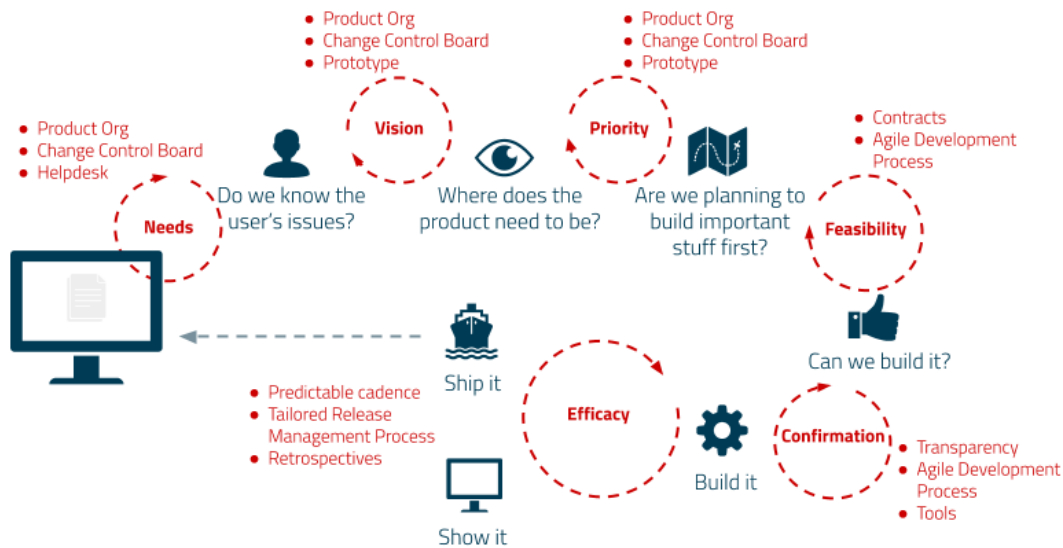 • Product Org
• Change Control Board
• Helpdesk
Needs
Do we know the
user's issues?
• Product Org
• Change Control Board
• Prototype
Vision
Where does the
product need to be?
• Product Org
• Change Control Board
• Prototype
Priority
Are we planning to
build important
stuff first?
• Contracts
• Agile Development
Process
Feasibility
Can we build it?
Confirmation
• Transparency
• Agile Development
Process
• Tools
Build it
Efficacy
Ship it
• Predictable cadence
• Tailored Release
Management Process
• Retrospectives
Show it